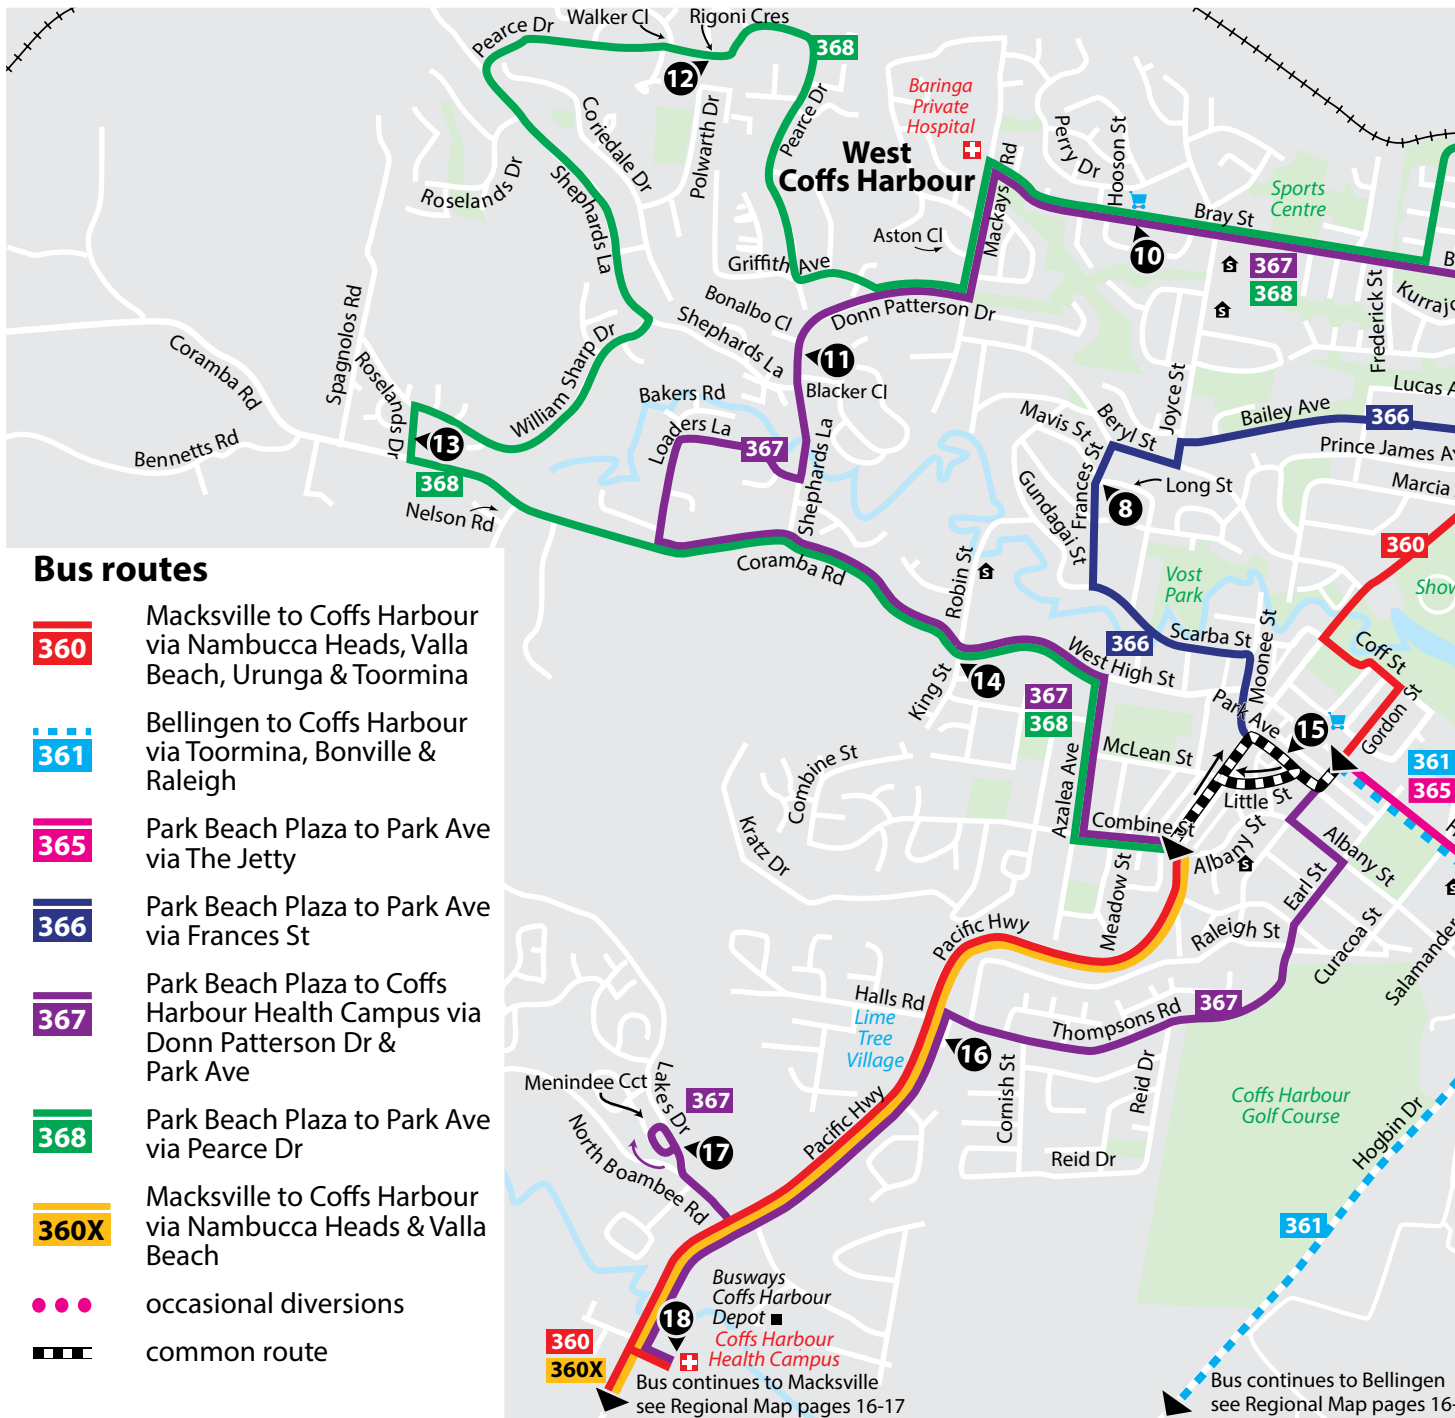 Pearce Dr
Walker Cl
Rigoni Cres
368
12
Coriedale Dr
Polwarth Dr
Pearce Dr
Roselands Dr
Shephards La
Baringa
Private
Hospital
West
Coffs Harbour
Mackays Rd
Perry Dr
Hooson St
Sports
Centre
Bray St
Aston Cl
10
367
368
Griffith Ave
Bonalbo Cl
Donn Patterson Dr
Shephards La
11
Blacker Cl
Frederick St
Lucas A
Spagnolos Rd
Roselands Dr
Coramba Rd
William Sharp Dr
Bakers Rd
Loaders La
367
Bennetts Rd
13
368
Nelson Rd
Shephards La
Coramba Rd
Joyce St
Mavis St
Beryl St
Bailey Ave
366
Prince James Av
Marcia
Long St
8
Frances St
Gundagai St
360
Vost
Park
Robin St
366
Scarba St
Moonee St
Coff St
Gordon St
West High St
14
King St
367
368
Park Ave
15
McLean St
Little St
361
365
Combine St
Kratz Dr
Azalea Ave
Combine St
Albany St
Albany St
Earl St
Meadow St
Raleigh St
Curacoa St
Salamander
Pacific Hwy
Halls Rd
Lime
Tree
Village
16
Thompsons Rd
367
Cornish St
Reid Dr
Reid Dr
Coffs Harbour
Golf Course
Hogbin Dr
361
Menindee Cct
Lakes Dr
367
17
North Boambee Rd
Pacific Hwy
Busways
Coffs Harbour
Depot
18
Coffs Harbour
Health Campus
360
360X
Bus continues to Macksville
see Regional Map pages 16-17
Bus continues to Bellingen
see Regional Map pages 16-
Bus routes
360
Macksville to Coffs Harbour
via Nambucca Heads, Valla
Beach, Urunga & Toormina
361
Bellingen to Coffs Harbour
via Toormina, Bonville &
Raleigh
365
Park Beach Plaza to Park Ave
via The Jetty
366
Park Beach Plaza to Park Ave
via Frances St
367
Park Beach Plaza to Coffs
Harbour Health Campus via
Donn Patterson Dr &
Park Ave
368
Park Beach Plaza to Park Ave
via Pearce Dr
360X
Macksville to Coffs Harbour
via Nambucca Heads & Valla
Beach
occasional diversions
common route